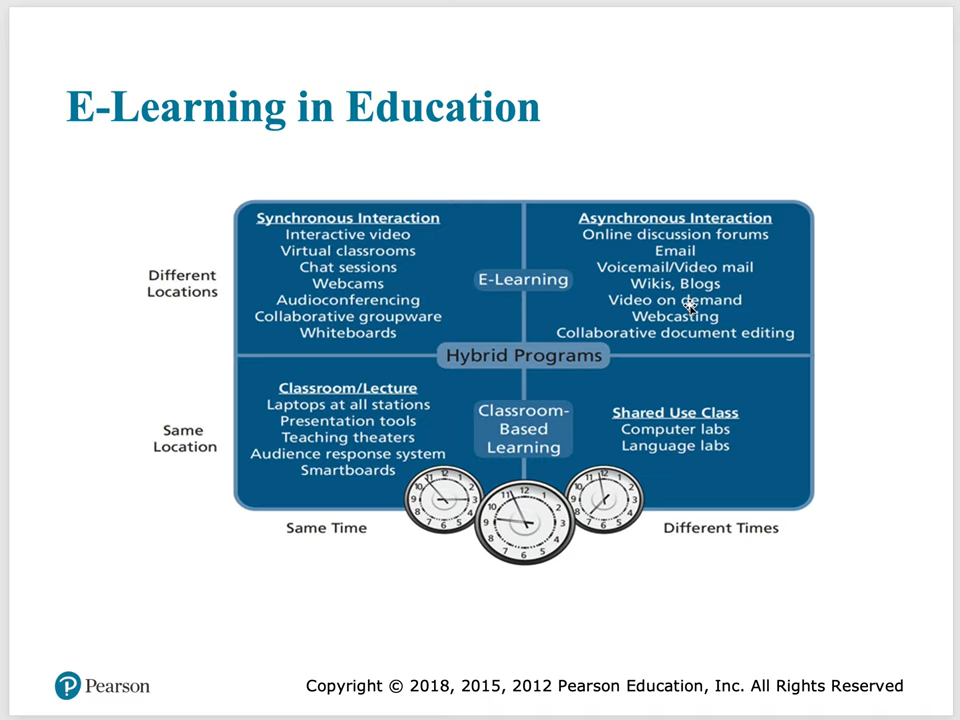 E-Learning in Education
Synchronous Interaction
Interactive video
Virtual classrooms
Chat sessions
Webcams
Audioconferencing
Collaborative groupware
Whiteboards
Asynchronous Interaction
Online discussion forums
Email
Voicemail/Video mail
Wikis, Blogs
Video on demand
Webcasting
Collaborative document editing
Different
Locations
E-Learning
Hybrid Programs
Classroom/Lecture
Laptops at all stations
Presentation tools
Teaching theaters
Audience response system
Smartboards
Classroom-
Based
Learning
Shared Use Class
Computer labs
Language labs
Same
Location
Same Time
Different Times
Pearson
Copyright © 2018, 2015, 2012 Pearson Education, Inc. All Rights Reserved